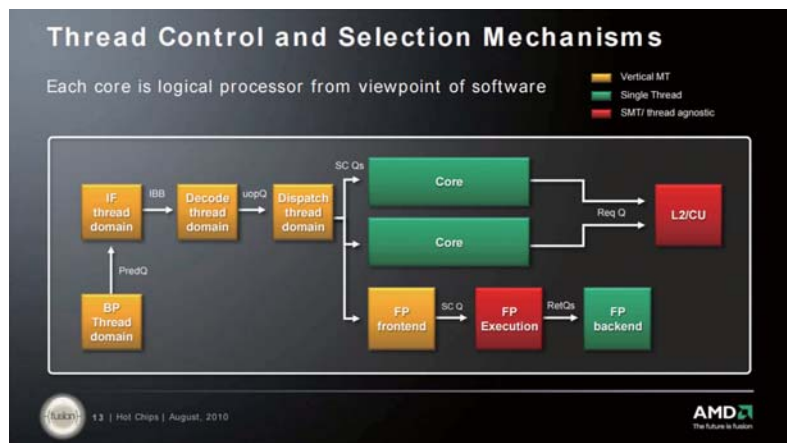 Thread Control and Selection Mechanisms
Each core is logical processor from viewpoint of software
Vertical MT
Single Thread
SMT/ thread agnostic
SC Qs
Core
IF
thread
domain
IBB
Decode
thread
domain
uopQ
Dispatch
thread
domain
Req Q
L2/CU
Core
PredQ
BP
Thread
domain
FP
frontend
SC Q
FP
Execution
RetQs
FP
backend
fusion
13 | Hot Chips | August, 2010
AMD
The future is fusion